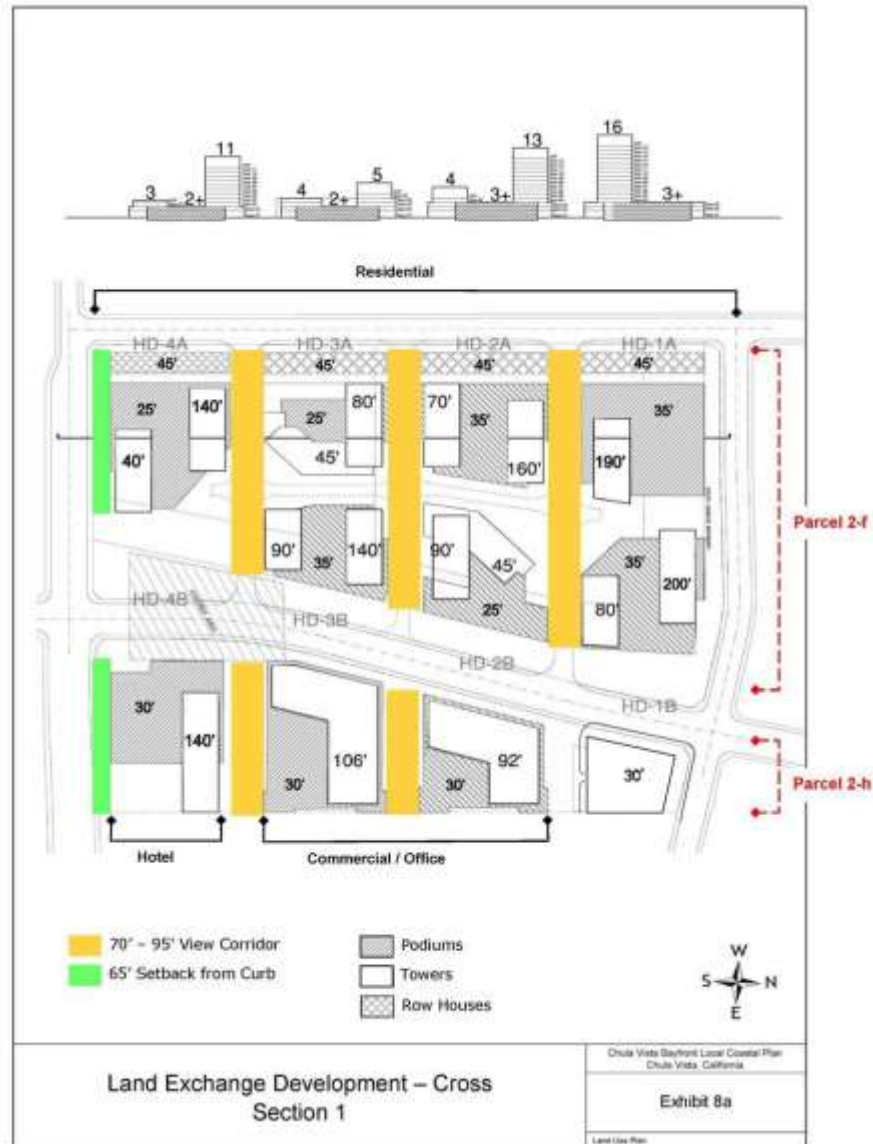 11
13
16
3
2+
4
2+
5
4
3+
3+
Residential
HD-4A
HD-3A
HD-2A
HD-1A
45'
45'
45'
45'
25'
140'
80'
70'
35'
35'
25'
40'
45'
160'
190'
Parcel 2-f
90'
35'
140'
90'
45'
35'
200'
25'
80'
HD-4B
HD-3B
HD-2B
HD-1B
30'
140'
106'
30'
92'
30'
30'
Parcel 2-h
Hotel
Commercial / Office
70' - 95' View Corridor
65' Setback from Curb
Podiums
Towers
Row Houses
W
S
N
E
Land Exchange Development – Cross
Section 1
Chula Vista Bayfront Local Coastal Plan
Chula Vista, California
Exhibit 8a
Land Use Plan